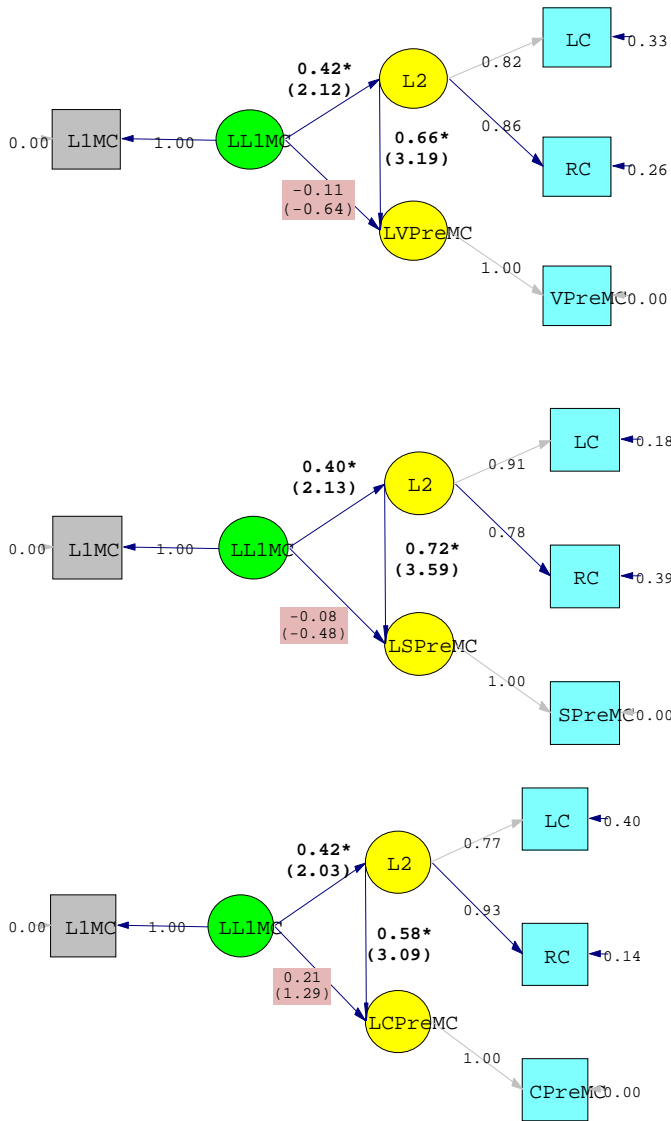 LC
0.33
0.42*
(2.12)
L2
0.82
0.00
L1MC
1.00
LL1MC
0.66*
(3.19)
0.86
RC
0.26
-0.11
(-0.64)
LVPreMC
1.00
VPreMC
0.00
LC
0.18
0.40*
(2.13)
L2
0.91
0.00
L1MC
1.00
LL1MC
0.72*
(3.59)
0.78
RC
0.39
-0.08
(-0.48)
LSPreMC
1.00
SPreMC
0.00
LC
0.40
0.42*
(2.03)
L2
0.77
0.00
L1MC
1.00
LL1MC
0.58*
(3.09)
0.93
RC
0.14
0.21
(1.29)
LCPreMC
1.00
CPreMC
0.00